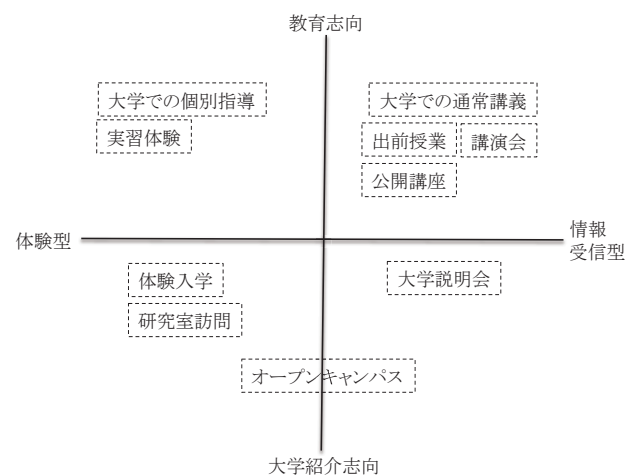 教育志向
大学での個別指導
大学での通常講義
実習体験
出前授業
講演会
公開講座
体験型
情報
受信型
体験入学
大学説明会
研究室訪問
オープンキャンパス
大学紹介志向